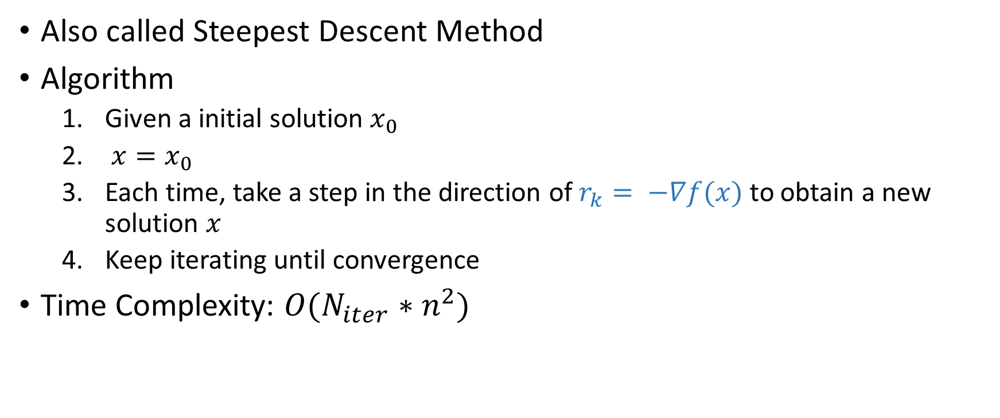 • Also called Steepest Descent Method
• Algorithm
1. Given a initial solution $x_0$
2. $x = x_0$
3. Each time, take a step in the direction of $r_k = -\nabla f(x)$ to obtain a new
solution $x$
4. Keep iterating until convergence
• Time Complexity: $O(N_{iter} * n^2)$